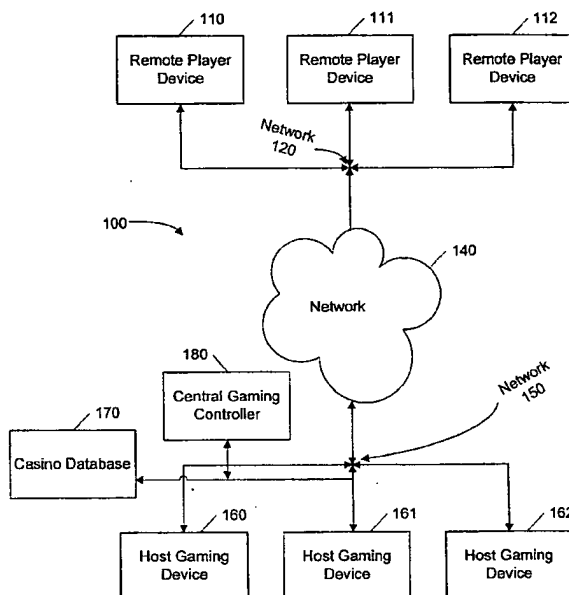 110
111
112
Remote Player
Device
Remote Player
Device
Remote Player
Device
Network
120
100
140
Network
180
Central Gaming
Controller
Network
150
170
Casino Database
160
161
162
Host Gaming
Device
Host Gaming
Device
Host Gaming
Device